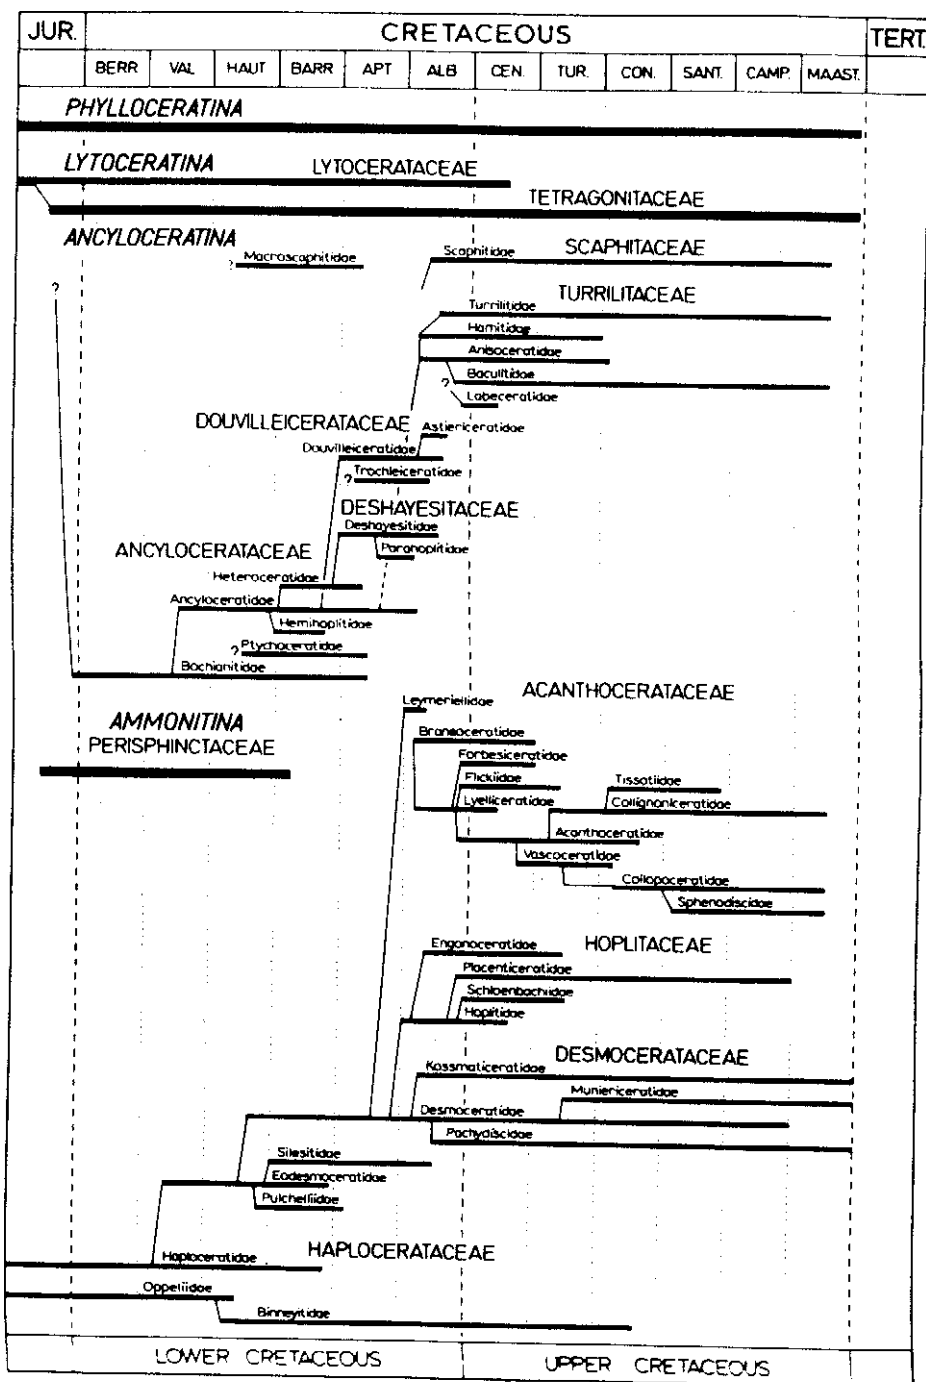 JUR. CRETACEOUS TERT.
BERR VAL HAUT BARR APT ALB CEN. TUR. CON. SANT. CAMP. MAAST.
PHYLLOCERATINA
LYTOCERATINA LYTOCERATACEAE
TETRAGONITACEAE
ANCYLOCERATINA
Scaphitidae SCAPHITACEAE
? Macroscaphitidae
?
TURRILITACEAE
Turrilitidae
Hamitidae
Anisoceratidae
Baculitidae
?
Labeceratidae
DOUVILLEICERATACEAE
Astiericeratidae
Douvilleiceratidae
? Trochleiceratidae
DESHAYESITACEAE
Deshayesitidae
Parahoplitidae
ANCYLOCERATACEAE
Heteroceratidae
Ancyloceratidae
Hemihoplitidae
? Ptychoceratidae
Bochianitidae
ACANTHOCERATACEAE
Leymeriellidae
AMMONITINA
PERISPHINCTACEAE
Brancoceratidae
Forbesiceratidae
Flickiidae
Tissotiidae
Lyelliceratidae
Collignoniceratidae
Acanthoceratidae
Vascoceratidae
Coilopoceratidae
Sphenodiscidae
Engonoceratidae HOPLITACEAE
Placenticeratidae
Schloenbachiidae
Hoplitidae
DESMOCERATACEAE
Kossmaticeratidae
Muniericeratidae
Desmoceratidae
Pachydiscidae
Silesitidae
Eodesmoceratidae
Pulchelliidae
Haploceratidae HAPLOCERATACEAE
Oppeliidae
Binneyitidae
LOWER CRETACEOUS UPPER CRETACEOUS